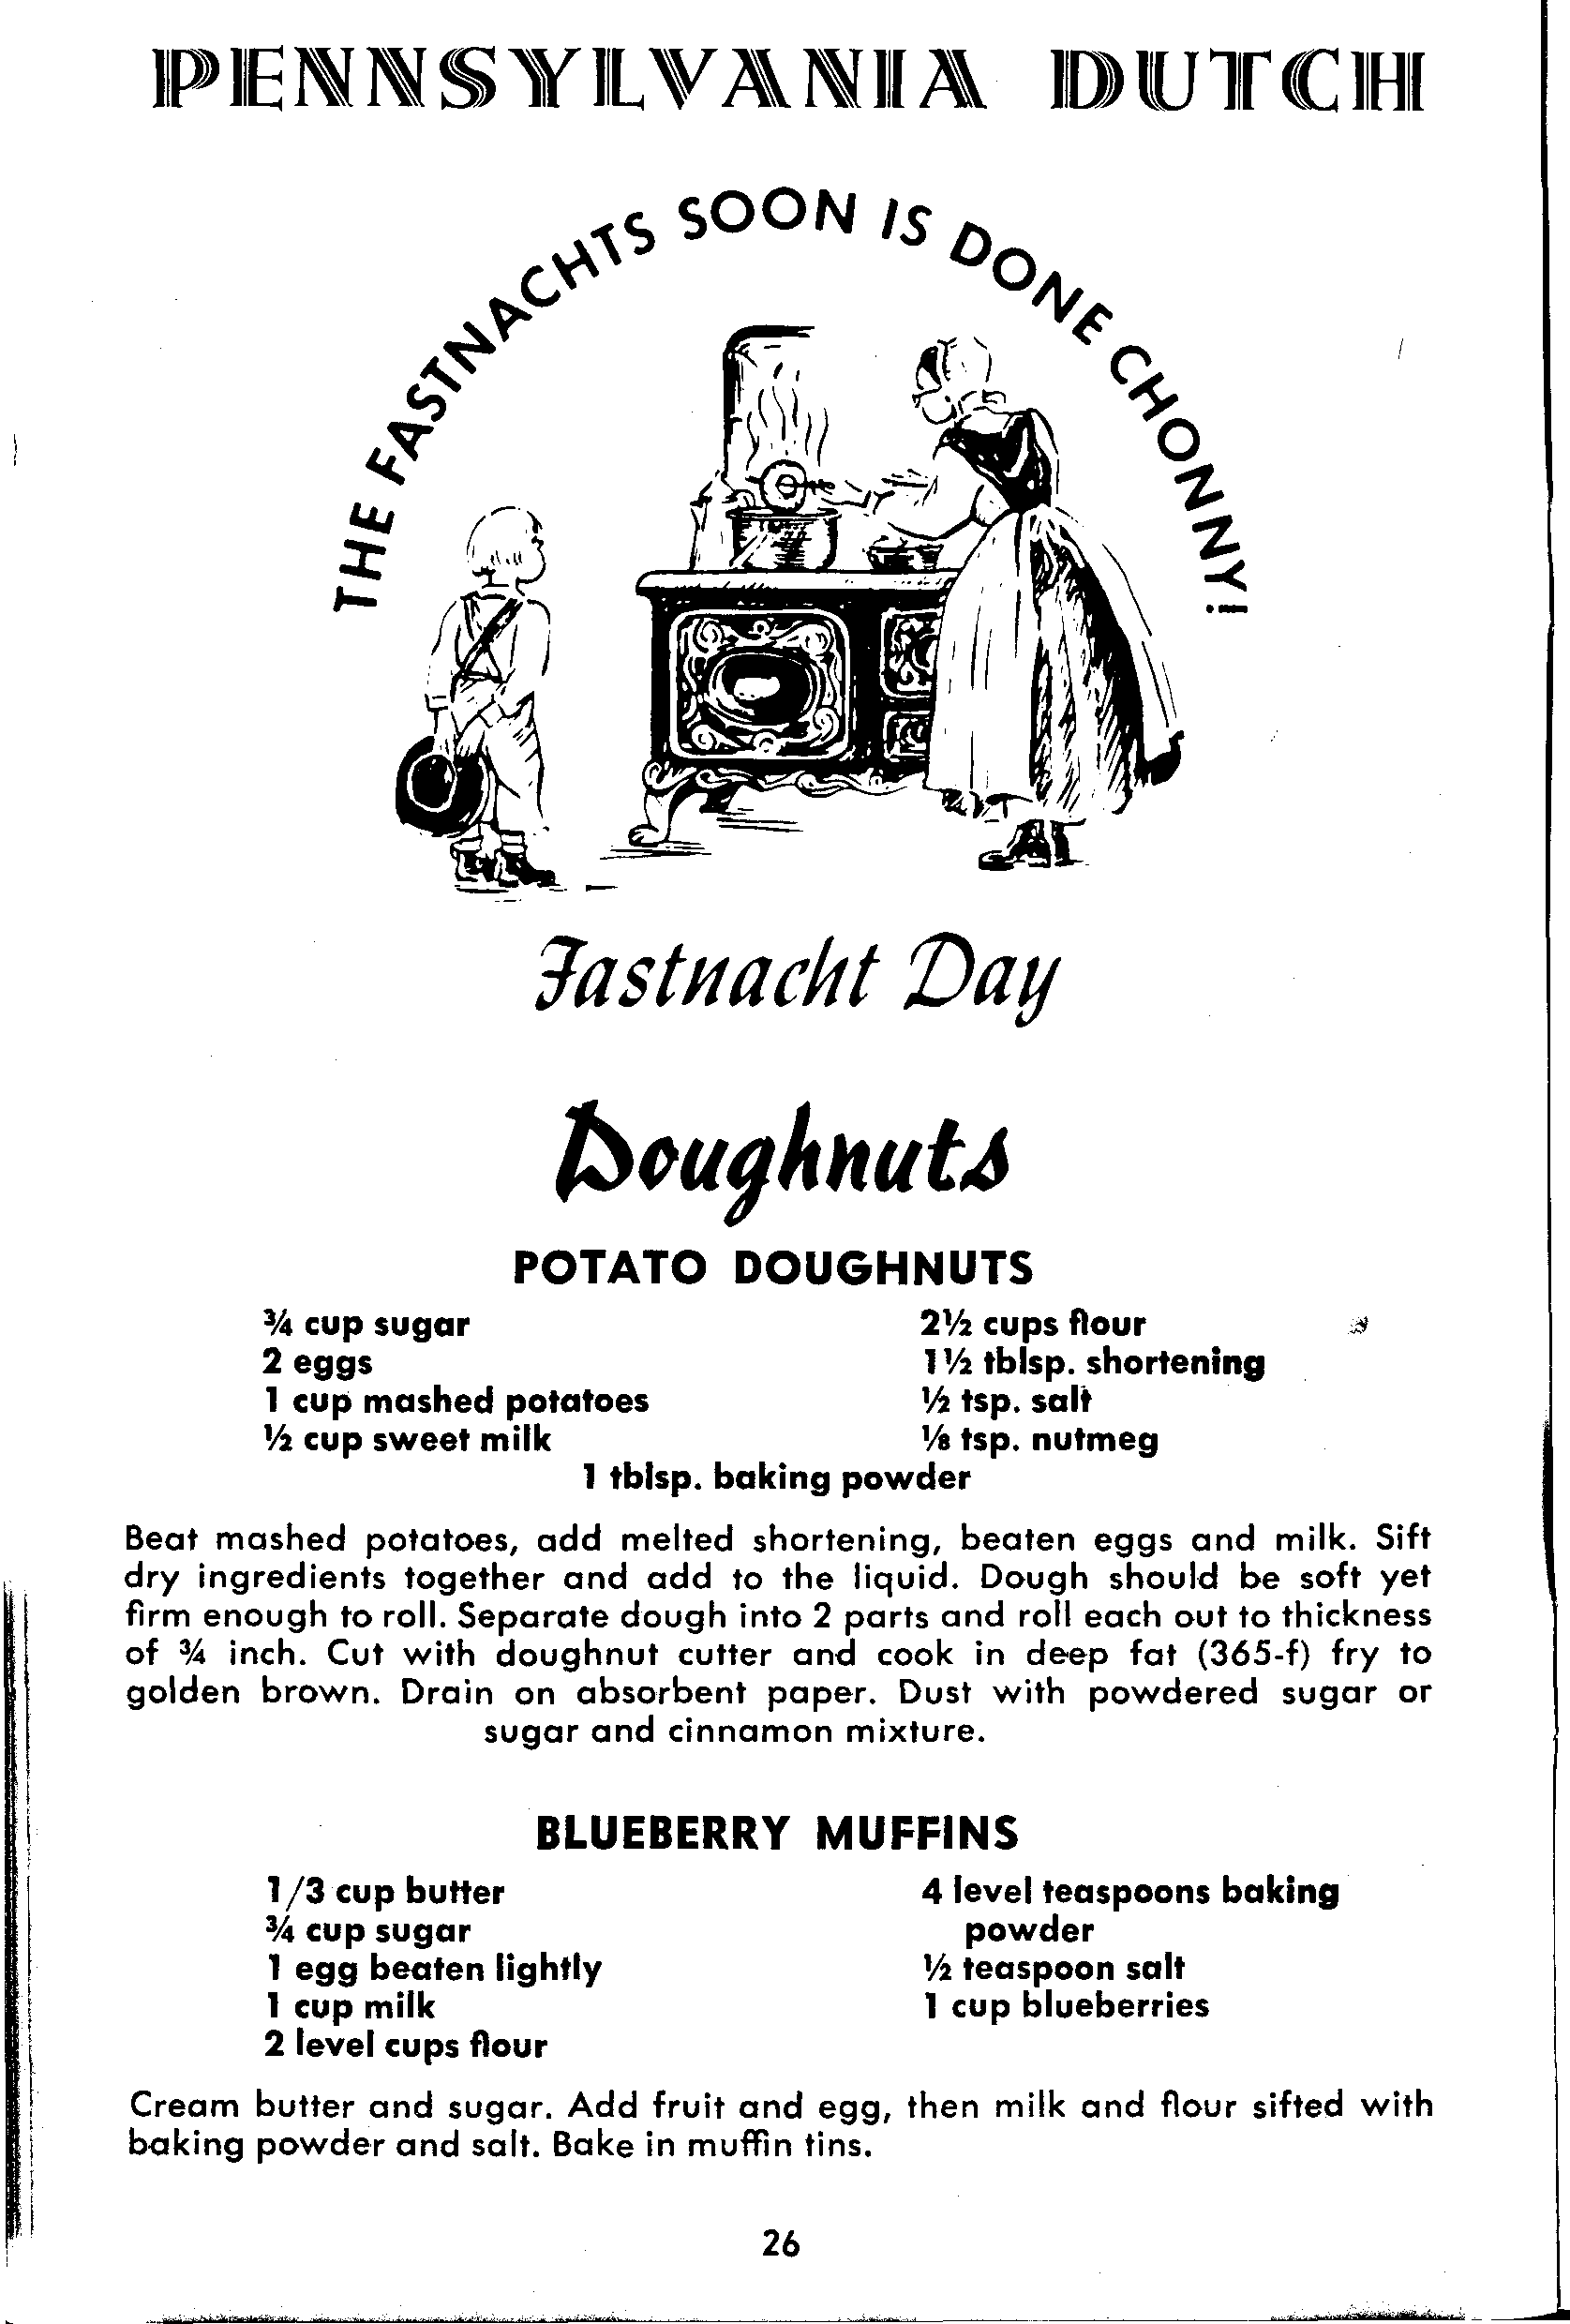 PENNSYLVANIA DUTCH
THE FASTNACHTS SOON IS DONE CHONNY!
Fastnacht Day
Doughnuts
POTATO DOUGHNUTS
¾ cup sugar
2 eggs
1 cup mashed potatoes
½ cup sweet milk
2½ cups flour
1½ tblsp. shortening
½ tsp. salt
⅛ tsp. nutmeg
1 tblsp. baking powder
Beat mashed potatoes, add melted shortening, beaten eggs and milk. Sift
dry ingredients together and add to the liquid. Dough should be soft yet
firm enough to roll. Separate dough into 2 parts and roll each out to thickness
of ¾ inch. Cut with doughnut cutter and cook in deep fat (365-f) fry to
golden brown. Drain on absorbent paper. Dust with powdered sugar or
sugar and cinnamon mixture.
BLUEBERRY MUFFINS
1/3 cup butter
¾ cup sugar
1 egg beaten lightly
1 cup milk
2 level cups flour
4 level teaspoons baking
powder
½ teaspoon salt
1 cup blueberries
Cream butter and sugar. Add fruit and egg, then milk and flour sifted with
baking powder and salt. Bake in muffin tins.
26